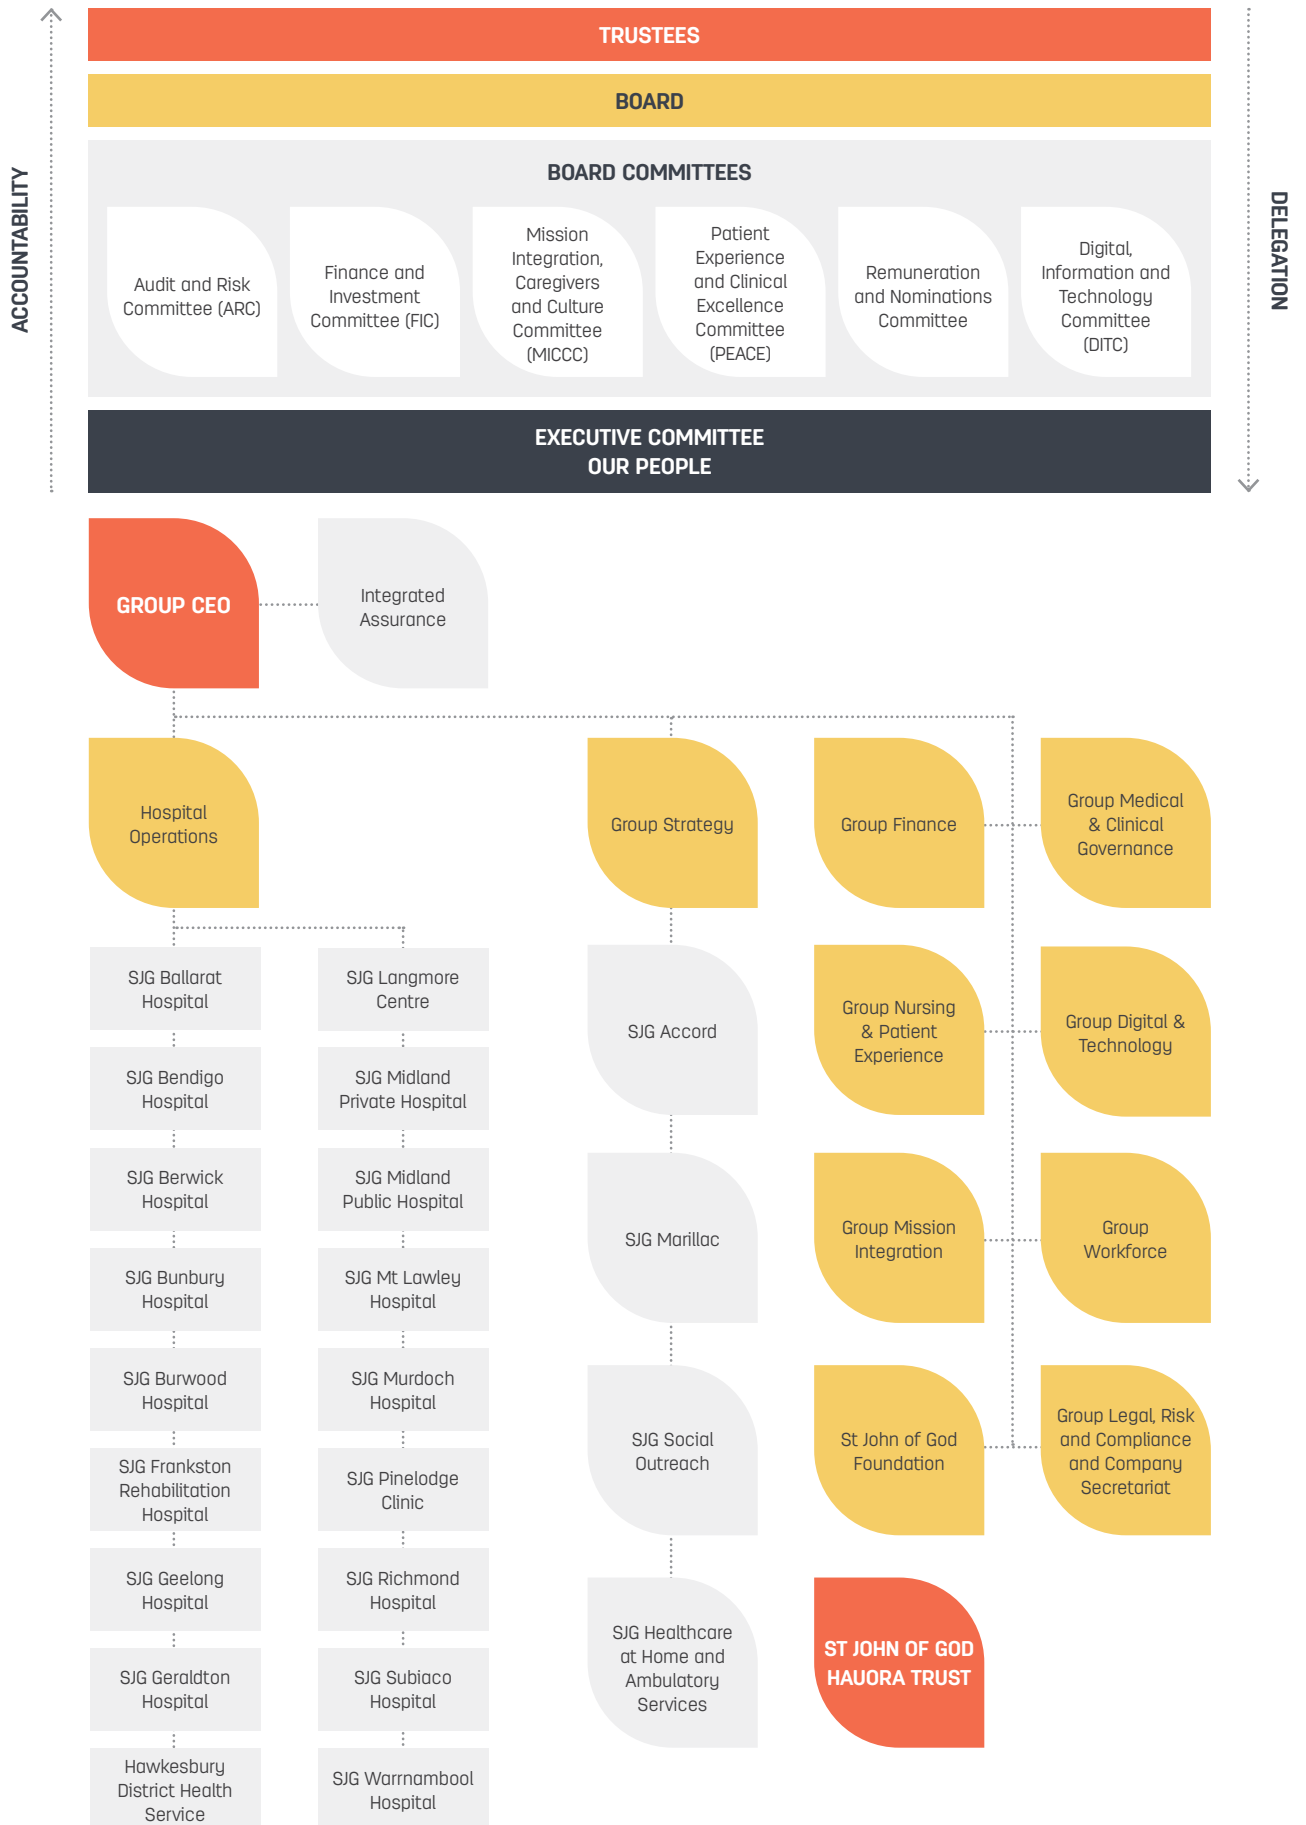 TRUSTEES
BOARD
ACCOUNTABILITY
DELEGATION
BOARD COMMITTEES
Audit and Risk
Committee (ARC)
Finance and
Investment
Committee (FIC)
Mission
Integration,
Caregivers
and Culture
Committee
(MICCC)
Patient
Experience
and Clinical
Excellence
Committee
(PEACE)
Remuneration
and Nominations
Committee
Digital,
Information and
Technology
Committee
(DITC)
EXECUTIVE COMMITTEE
OUR PEOPLE
GROUP CEO
Integrated
Assurance
Hospital
Operations
Group Strategy
Group Finance
Group Medical
& Clinical
Governance
SJG Ballarat
Hospital
SJG Bendigo
Hospital
SJG Berwick
Hospital
SJG Bunbury
Hospital
SJG Burwood
Hospital
SJG Frankston
Rehabilitation
Hospital
SJG Geelong
Hospital
SJG Geraldton
Hospital
Hawkesbury
District Health
Service
SJG Langmore
Centre
SJG Midland
Private Hospital
SJG Midland
Public Hospital
SJG Mt Lawley
Hospital
SJG Murdoch
Hospital
SJG Pinelodge
Clinic
SJG Richmond
Hospital
SJG Subiaco
Hospital
SJG Warrnambool
Hospital
SJG Accord
SJG Marillac
SJG Social
Outreach
SJG Healthcare
at Home and
Ambulatory
Services
Group Nursing
& Patient
Experience
Group Digital &
Technology
Group Mission
Integration
Group
Workforce
St John of God
Foundation
Group Legal, Risk
and Compliance
and Company
Secretariat
ST JOHN OF GOD
HAUORA TRUST